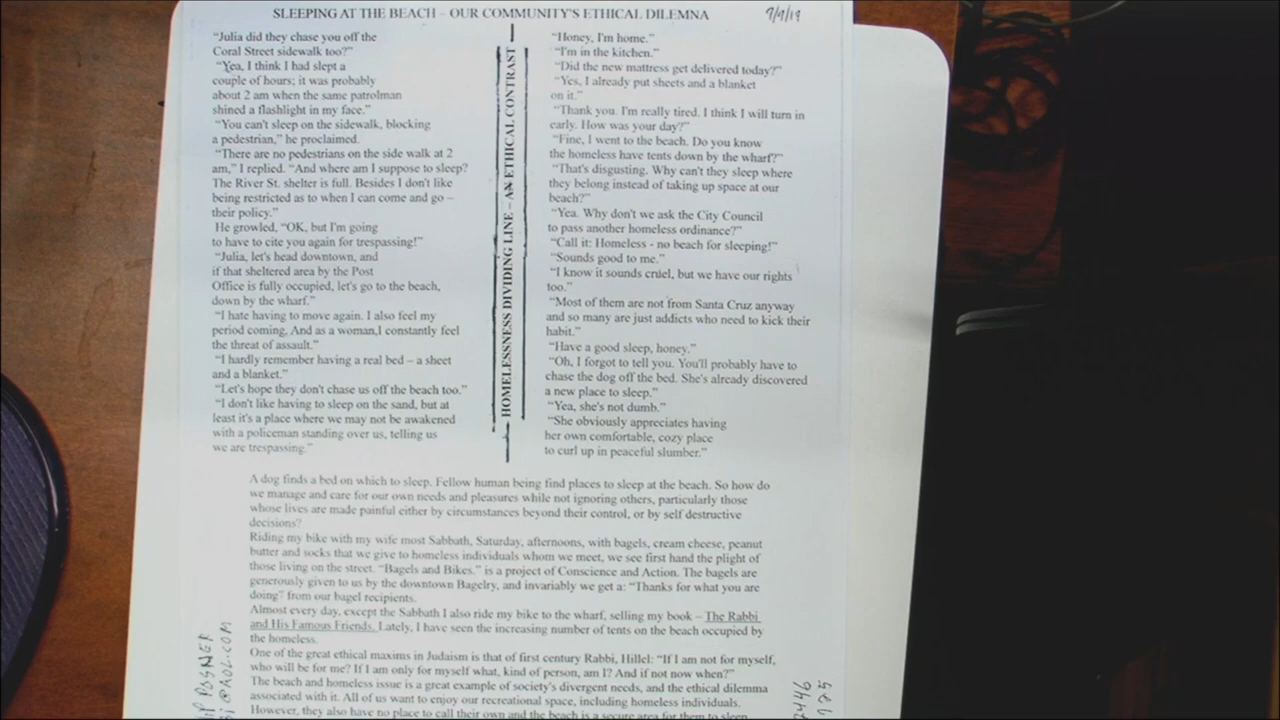 SLEEPING AT THE BEACH – OUR COMMUNITY'S ETHICAL DILEMNA
7/9/19
"Julia did they chase you off the
Coral Street sidewalk too?"
"Yea, I think I had slept a
couple of hours; it was probably
about 2 am when the same patrolman
shined a flashlight in my face."
"You can't sleep on the sidewalk, blocking
a pedestrian," he proclaimed.
"There are no pedestrians on the side walk at 2
am," I replied. "And where am I suppose to sleep?
The River St. shelter is full. Besides I don't like
being restricted as to when I can come and go –
their policy."
He growled, "OK, but I'm going
to have to cite you again for trespassing!"
"Julia, let's head downtown, and
if that sheltered area by the Post
Office is fully occupied, let's go to the beach,
down by the wharf."
"I hate having to move again. I also feel my
period coming. And as a woman,I constantly feel
the threat of assault."
"I hardly remember having a real bed – a sheet
and a blanket."
"Let's hope they don't chase us off the beach too."
"I don't like having to sleep on the sand, but at
least it's a place where we may not be awakened
with a policeman standing over us, telling us
we are trespassing."
HOMELESSNESS DIVIDING LINE – AN ETHICAL CONTRAST
"Honey, I'm home."
"I'm in the kitchen."
"Did the new mattress get delivered today?"
"Yes, I already put sheets and a blanket
on it."
"Thank you. I'm really tired. I think I will turn in
early. How was your day?"
"Fine, I went to the beach. Do you know
the homeless have tents down by the wharf?"
"That's disgusting. Why can't they sleep where
they belong instead of taking up space at our
beach?"
"Yea. Why don't we ask the City Council
to pass another homeless ordinance?"
"Call it: Homeless - no beach for sleeping!"
"Sounds good to me."
"I know it sounds cruel, but we have our rights
too."
"Most of them are not from Santa Cruz anyway
and so many are just addicts who need to kick their
habit."
"Have a good sleep, honey."
"Oh, I forgot to tell you. You'll probably have to
chase the dog off the bed. She's already discovered
a new place to sleep."
"Yea, she's not dumb."
"She obviously appreciates having
her own comfortable, cozy place
to curl up in peaceful slumber."
A dog finds a bed on which to sleep. Fellow human being find places to sleep at the beach. So how do
we manage and care for our own needs and pleasures while not ignoring others, particularly those
whose lives are made painful either by circumstances beyond their control, or by self destructive
decisions?
Riding my bike with my wife most Sabbath, Saturday, afternoons, with bagels, cream cheese, peanut
butter and socks that we give to homeless individuals whom we meet, we see first hand the plight of
those living on the street. "Bagels and Bikes." is a project of Conscience and Action. The bagels are
generously given to us by the downtown Bagelry, and invariably we get a: "Thanks for what you are
doing" from our bagel recipients.
Almost every day, except the Sabbath I also ride my bike to the wharf, selling my book – The Rabbi
and His Famous Friends. Lately, I have seen the increasing number of tents on the beach occupied by
the homeless.
One of the great ethical maxims in Judaism is that of first century Rabbi, Hillel: "If I am not for myself,
who will be for me? If I am only for myself what, kind of person, am I? And if not now when?"
The beach and homeless issue is a great example of society's divergent needs, and the ethical dilemma
associated with it. All of us want to enjoy our recreational space, including homeless individuals.
However, they also have no place to call their own and the beach is a secure area for them to sleep
POSNER
@AOL.COM